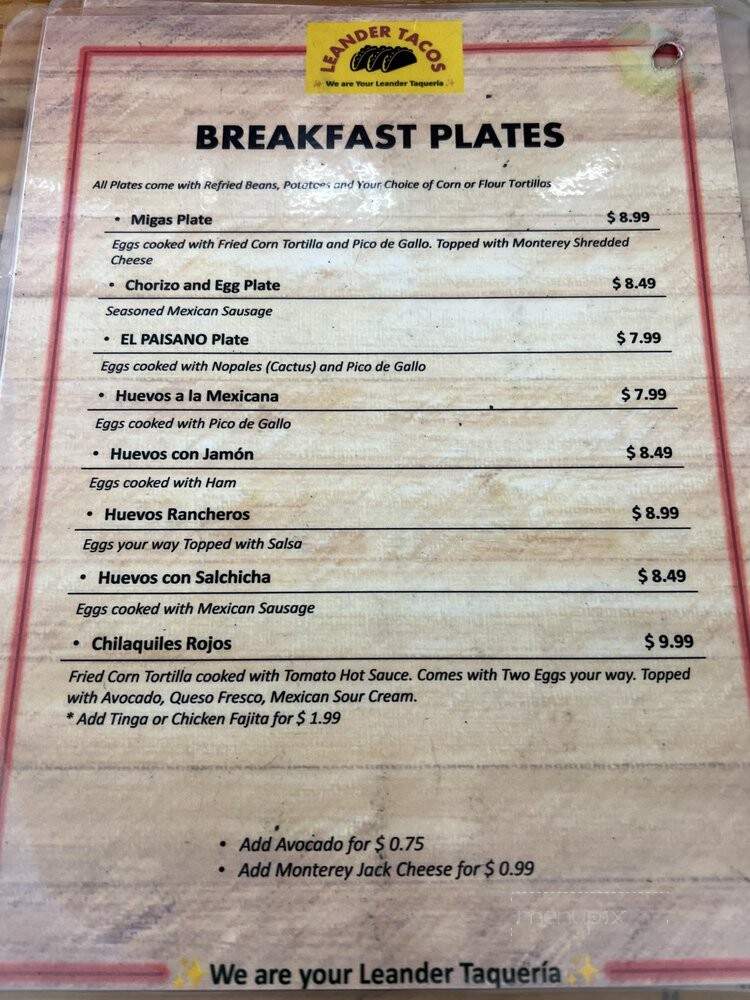 LEANDER TACOS
We are Your Leander Taquería
BREAKFAST PLATES
All Plates come with Refried Beans, Potatoes and Your Choice of Corn or Flour Tortillas
• Migas Plate $ 8.99
Eggs cooked with Fried Corn Tortilla and Pico de Gallo. Topped with Monterey Shredded
Cheese
• Chorizo and Egg Plate $ 8.49
Seasoned Mexican Sausage
• EL PAISANO Plate $ 7.99
Eggs cooked with Nopales (Cactus) and Pico de Gallo
• Huevos a la Mexicana $ 7.99
Eggs cooked with Pico de Gallo
• Huevos con Jamón $ 8.49
Eggs cooked with Ham
• Huevos Rancheros $ 8.99
Eggs your way Topped with Salsa
• Huevos con Salchicha $ 8.49
Eggs cooked with Mexican Sausage
• Chilaquiles Rojos $ 9.99
Fried Corn Tortilla cooked with Tomato Hot Sauce. Comes with Two Eggs your way. Topped
with Avocado, Queso Fresco, Mexican Sour Cream.
* Add Tinga or Chicken Fajita for $ 1.99
• Add Avocado for $ 0.75
• Add Monterey Jack Cheese for $ 0.99
menupix
We are your Leander Taquería